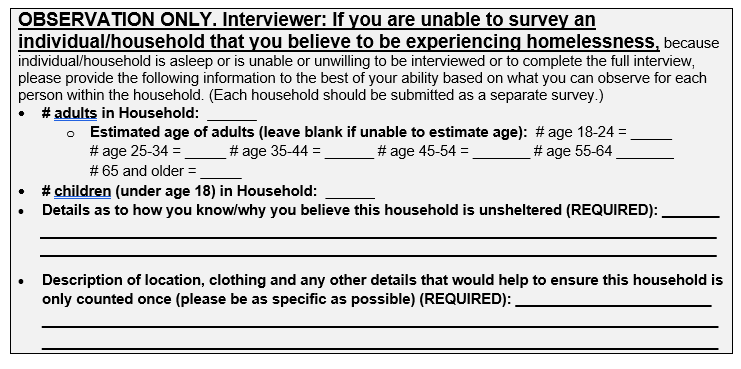 OBSERVATION ONLY. Interviewer: If you are unable to survey an
individual/household that you believe to be experiencing homelessness, because
individual/household is asleep or is unable or unwilling to be interviewed or to complete the full interview,
please provide the following information to the best of your ability based on what you can observe for each
person within the household. (Each household should be submitted as a separate survey.)
• # adults in Household: ______
o Estimated age of adults (leave blank if unable to estimate age): # age 18-24 = _____
# age 25-34 = _____ # age 35-44 = ______ # age 45-54 = _______ # age 55-64 _______
# 65 and older = _____
• # children (under age 18) in Household: ______
• Details as to how you know/why you believe this household is unsheltered (REQUIRED): _______
• Description of location, clothing and any other details that would help to ensure this household is
only counted once (please be as specific as possible) (REQUIRED): ________________________